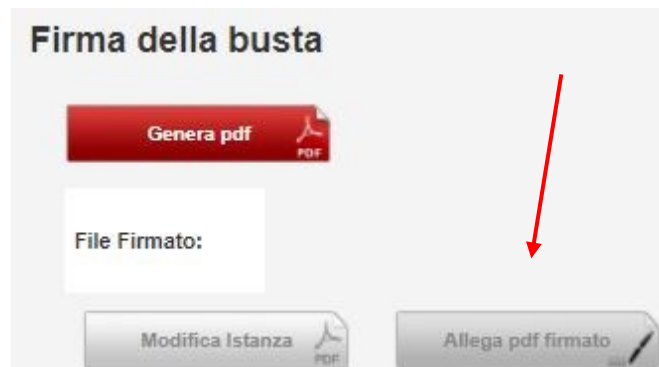 Firma della busta
Genera pdf
PDF
File Firmato:
Modifica Istanza
PDF
Allega pdf firmato